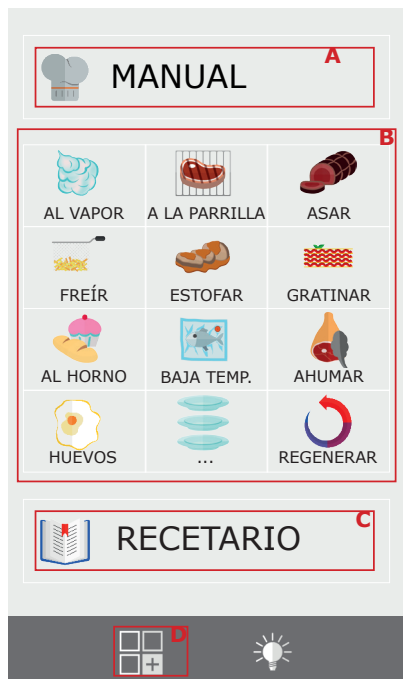 MANUAL
A
B
AL VAPOR
A LA PARRILLA
ASAR
FREÍR
ESTOFAR
GRATINAR
AL HORNO
BAJA TEMP.
AHUMAR
HUEVOS
...
REGENERAR
RECETARIO
C
D